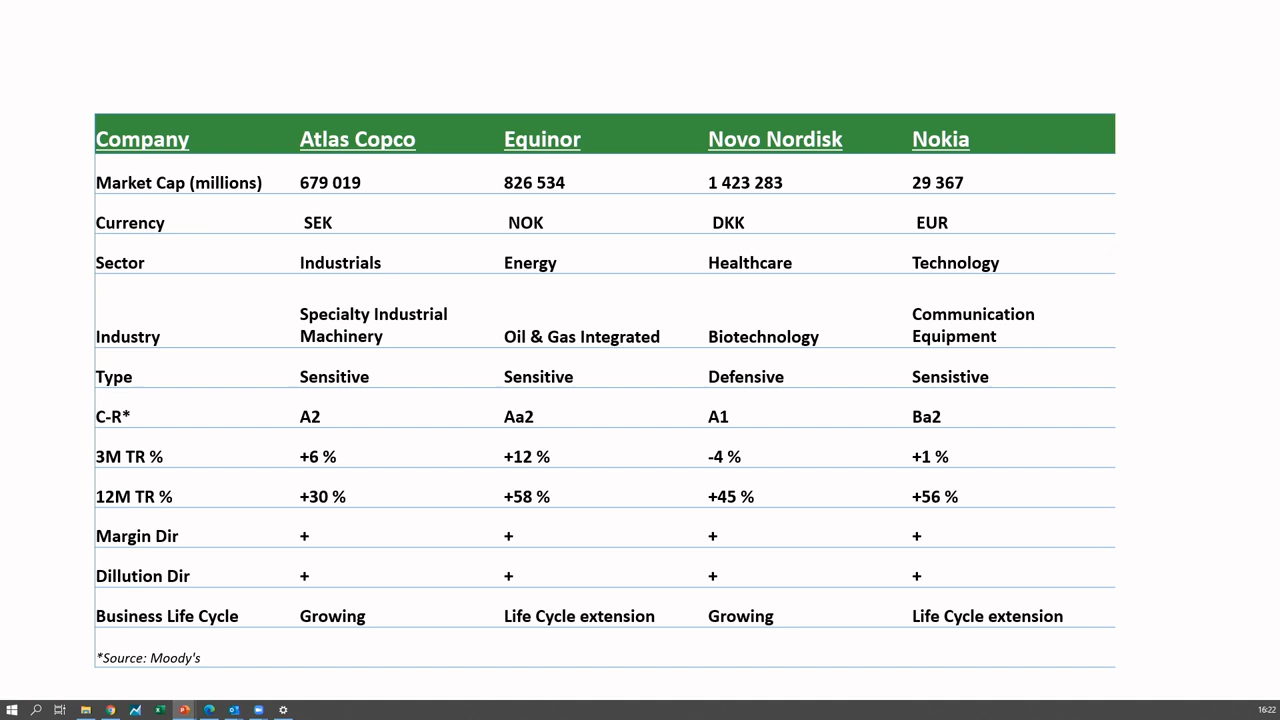 Company Atlas Copco Equinor Novo Nordisk Nokia
Market Cap (millions) 679 019 826 534 1 423 283 29 367
Currency SEK NOK DKK EUR
Sector Industrials Energy Healthcare Technology
Specialty Industrial Communication
Industry Machinery Oil & Gas Integrated Biotechnology Equipment
Type Sensitive Sensitive Defensive Sensistive
C-R* A2 Aa2 A1 Ba2
3M TR % +6 % +12 % -4 % +1 %
12M TR % +30 % +58 % +45 % +56 %
Margin Dir + + + +
Dillution Dir + + + +
Business Life Cycle Growing Life Cycle extension Growing Life Cycle extension
*Source: Moody's
16:22